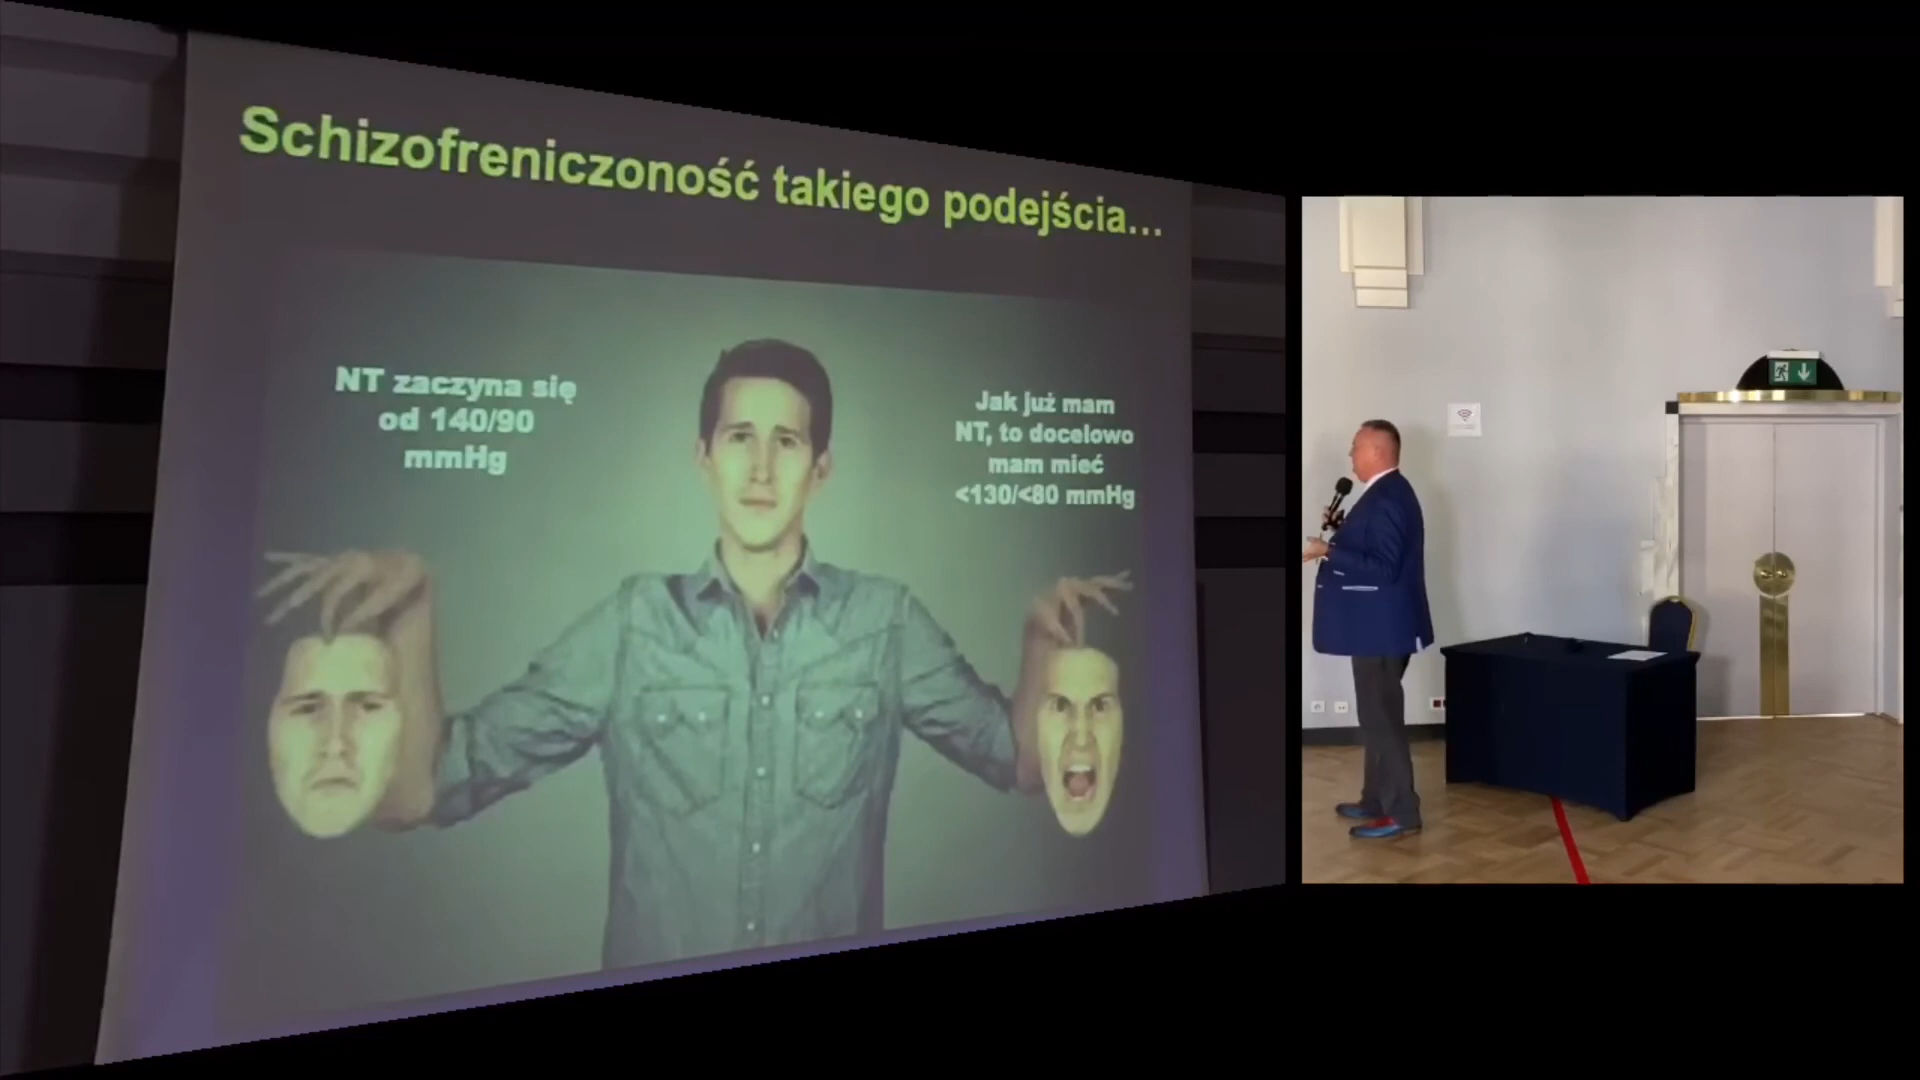 Schizofreniczoność takiego podejścia...
NT zaczyna się
od 140/90
mmHg
Jak już mam
NT, to docelowo
mam mieć
<130/<80 mmHg